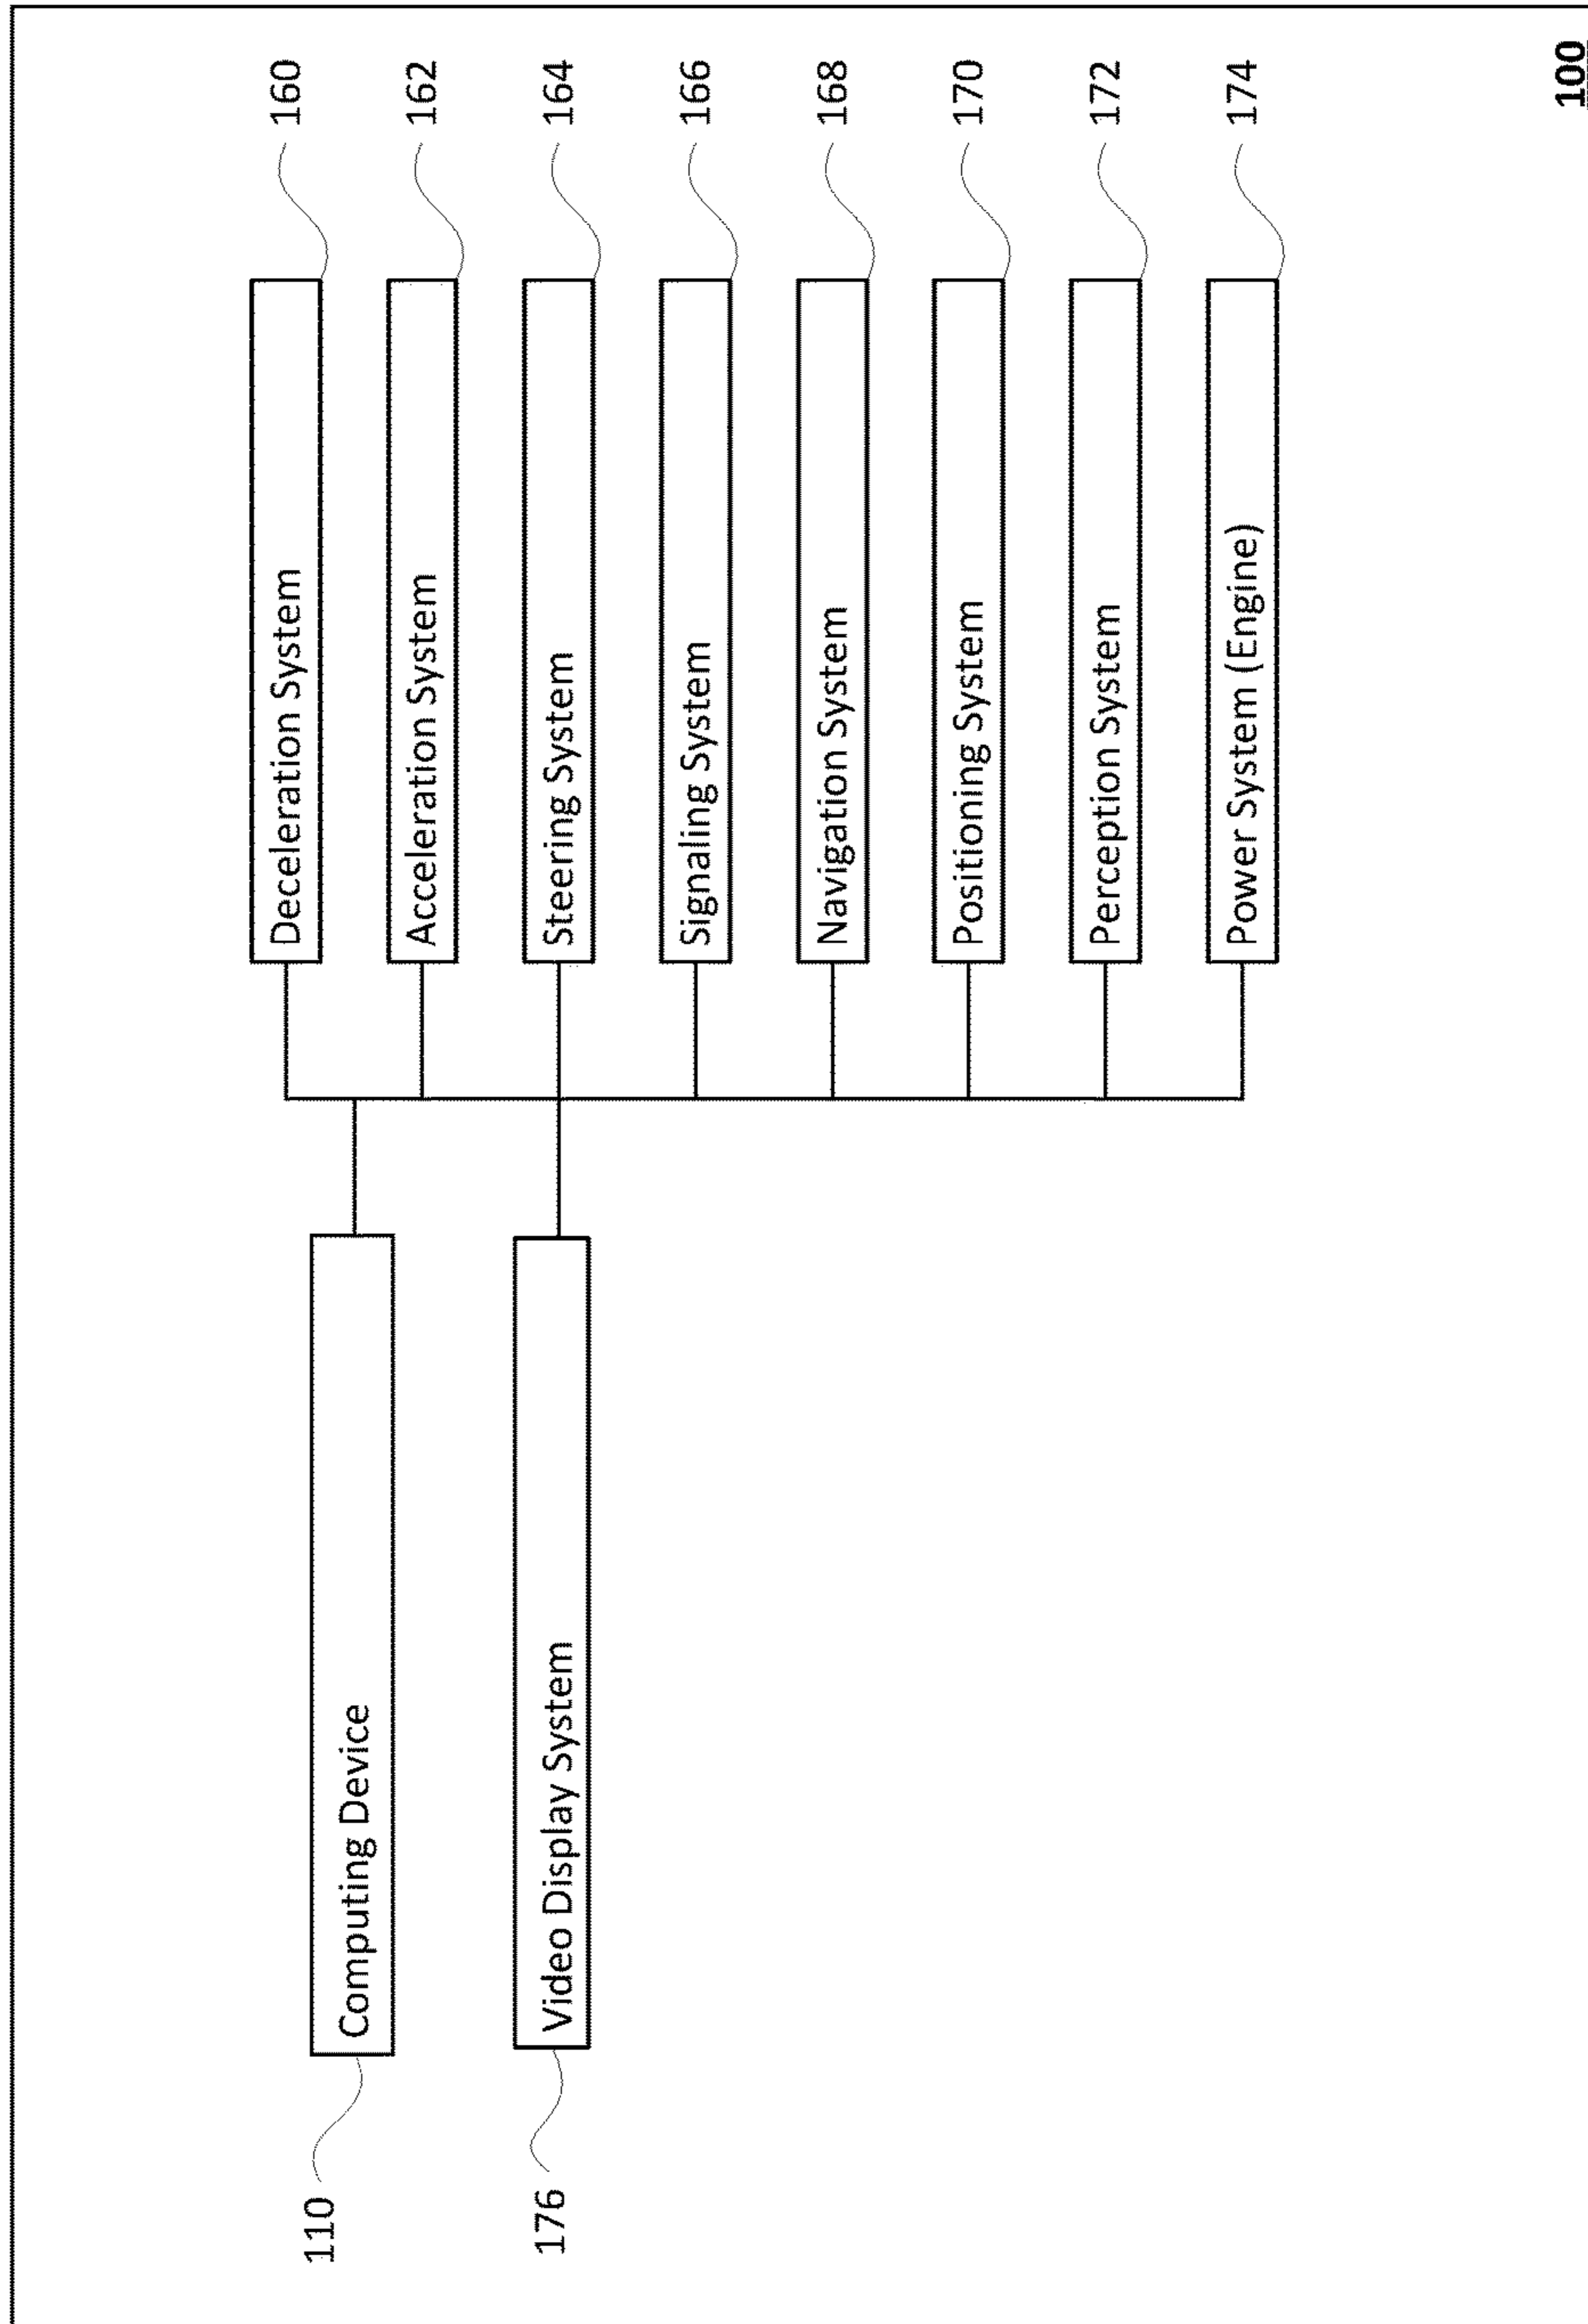 110
Computing Device
176
Video Display System
Deceleration System
160
Acceleration System
162
Steering System
164
Signaling System
166
Navigation System
168
Positioning System
170
Perception System
172
Power System (Engine)
174
100